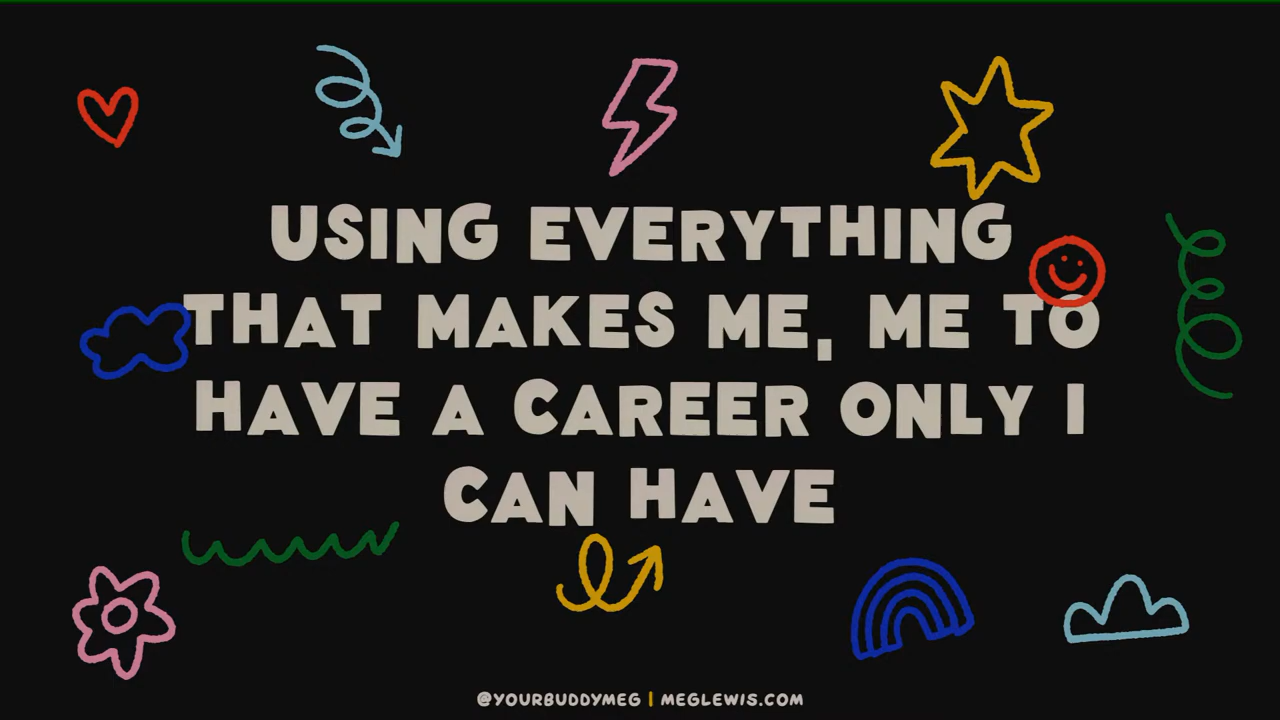 USING EVERYTHING
THAT MAKES ME, ME TO
HAVE A CAREER ONLY I
CAN HAVE
@YOURBUDDYMEG | MEGLEWIS.COM